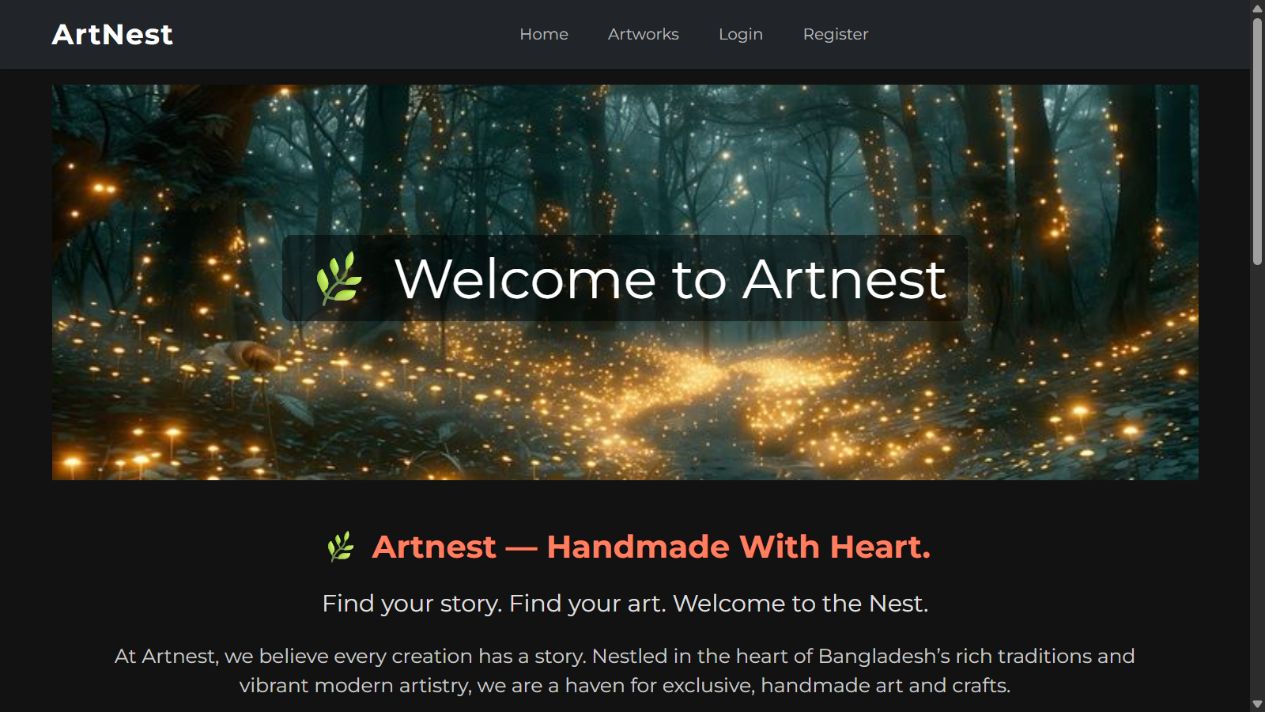 ArtNest
Home Artworks Login Register
🌿 Welcome to Artnest
🌿 Artnest — Handmade With Heart.
Find your story. Find your art. Welcome to the Nest.
At Artnest, we believe every creation has a story. Nestled in the heart of Bangladesh’s rich traditions and
vibrant modern artistry, we are a haven for exclusive, handmade art and crafts.